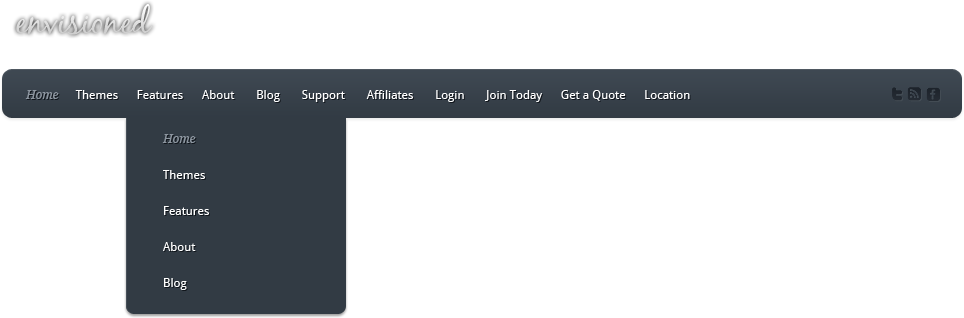 envisioned
Home Themes Features About Blog Support Affiliates Login Join Today Get a Quote Location
Home
Themes
Features
About
Blog